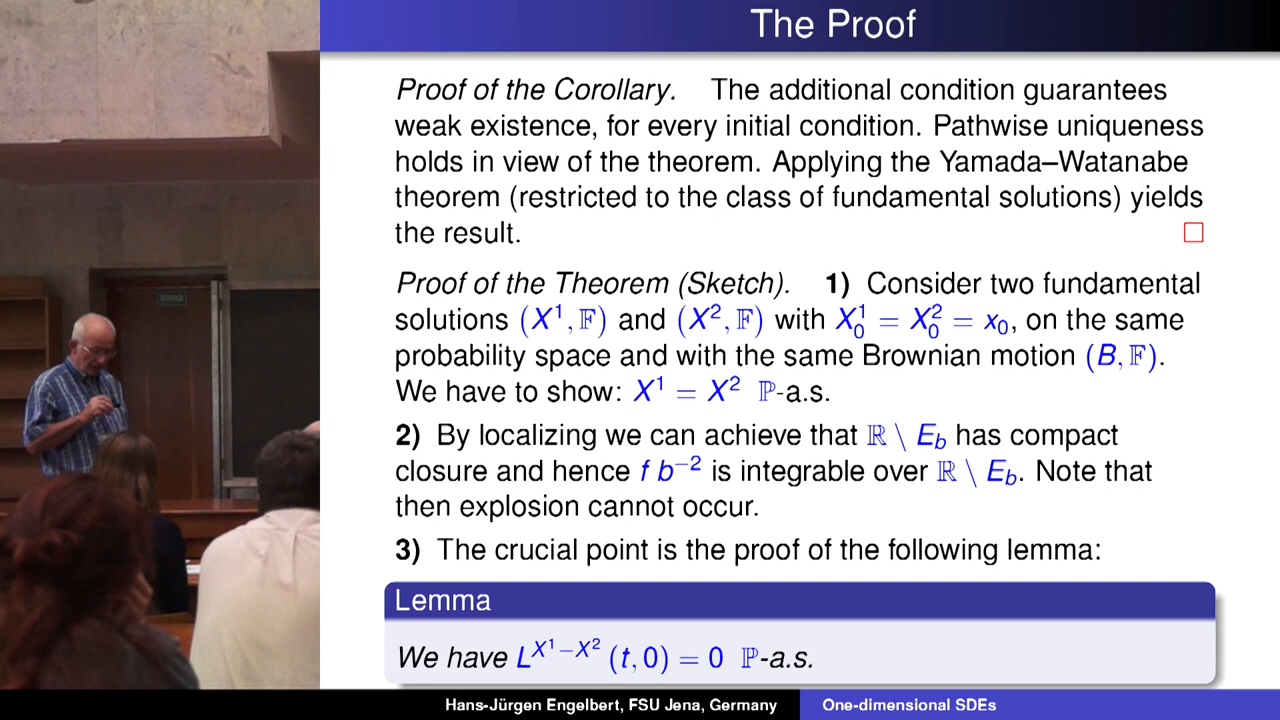 The Proof
Proof of the Corollary. The additional condition guarantees
weak existence, for every initial condition. Pathwise uniqueness
holds in view of the theorem. Applying the Yamada–Watanabe
theorem (restricted to the class of fundamental solutions) yields
the result. □
Proof of the Theorem (Sketch). 1) Consider two fundamental
solutions (X¹, 𝔽) and (X², 𝔽) with X₀¹ = X₀² = x₀, on the same
probability space and with the same Brownian motion (B, 𝔽).
We have to show: X¹ = X² ℙ-a.s.
2) By localizing we can achieve that ℝ \ E_b has compact
closure and hence f b⁻² is integrable over ℝ \ E_b. Note that
then explosion cannot occur.
3) The crucial point is the proof of the following lemma:
Lemma
We have L^{X¹−X²}(t, 0) = 0 ℙ-a.s.
Hans-Jürgen Engelbert, FSU Jena, Germany One-dimensional SDEs